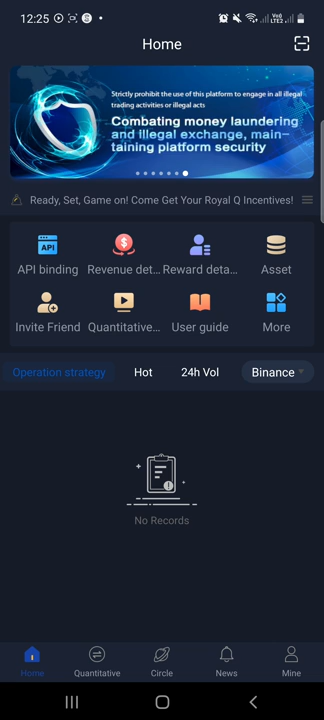 12:25
Home
Strictly prohibit the use of this platform to engage in all illegal
trading activities or illegal acts
Combating money laundering
and illegal exchange, main-
taining platform security
Ready, Set, Game on! Come Get Your Royal Q Incentives!
API
API binding
Revenue det...
Reward deta...
Asset
Invite Friend
Quantitative...
User guide
More
Operation strategy
Hot
24h Vol
Binance
No Records
Home
Quantitative
Circle
News
Mine